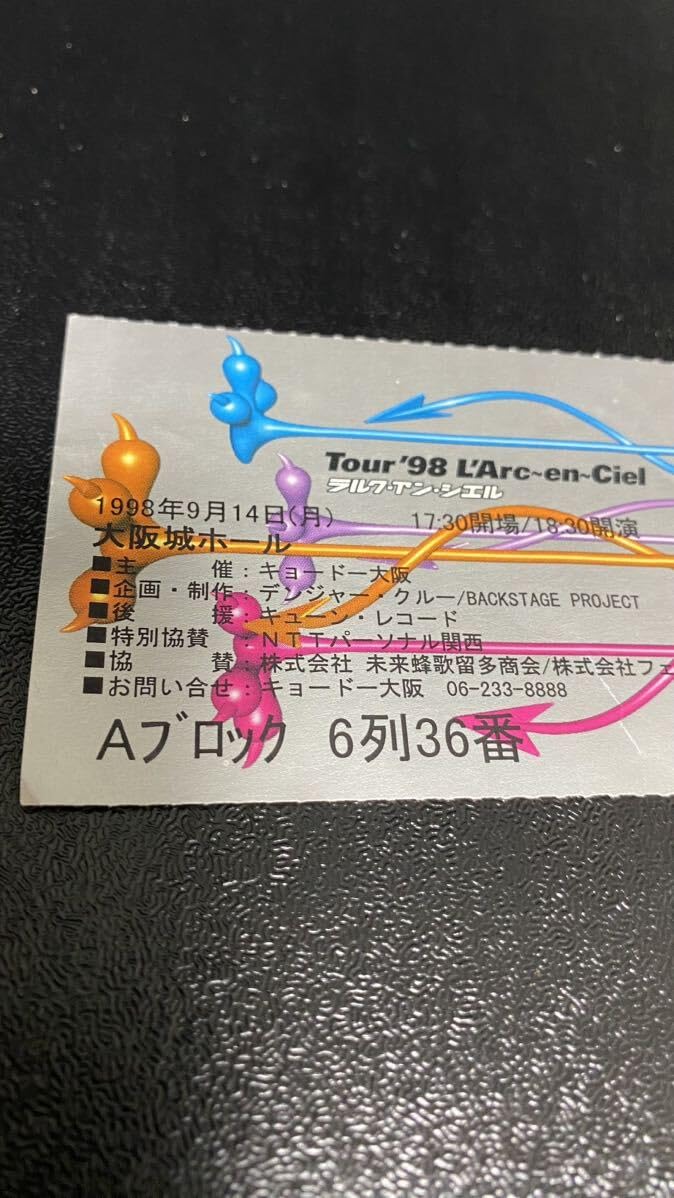 Tour '98 L'Arc~en~Ciel
ラルク・アン・シエル
1998年9月14日(月) 17:30開場/18:30開演
大阪城ホール
■主 催:キョードー大阪
■企画・制作:デンジャー・クルー/BACKSTAGE PROJECT
■後 援:キューン・レコード
■特別協賛 :NTTパーソナル関西
■協 賛:株式会社 未来蜂歌留多商会/株式会社フェ
■お問い合せ:キョードー大阪 06-233-8888
Aブロック 6列36番